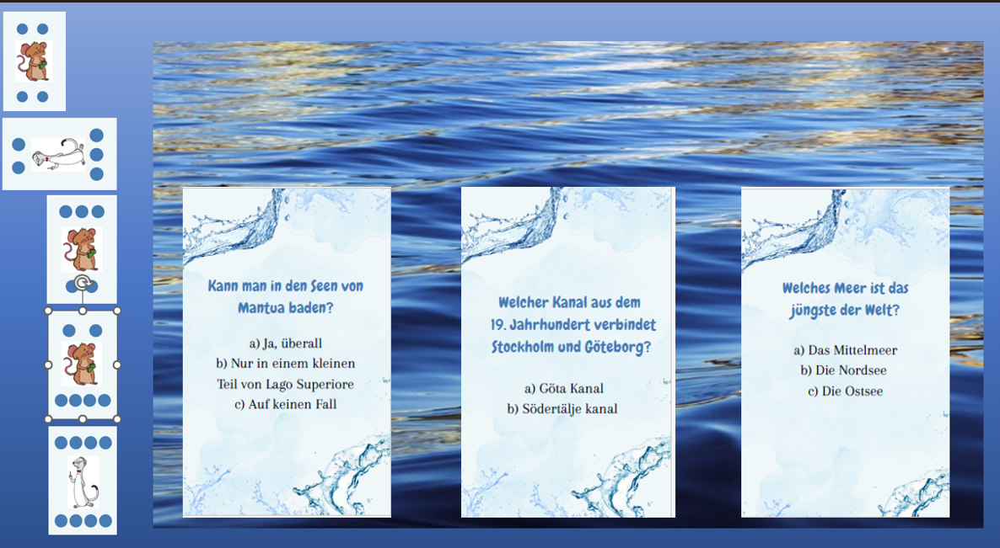 Kann man in den Seen von
Mantua baden?
a) Ja, überall
b) Nur in einem kleinen
Teil von Lago Superiore
c) Auf keinen Fall
Welcher Kanal aus dem
19. Jahrhundert verbindet
Stockholm und Göteborg?
a) Göta Kanal
b) Södertälje kanal
Welches Meer ist das
jüngste der Welt?
a) Das Mittelmeer
b) Die Nordsee
c) Die Ostsee